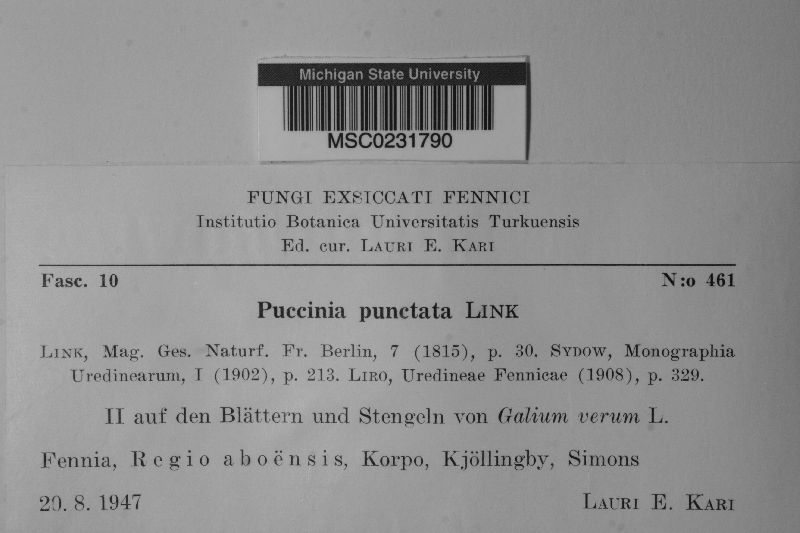 Michigan State University
MSC0231790
FUNGI EXSICCATI FENNICI
Institutio Botanica Universitatis Turkuensis
Ed. cur. LAURI E. KARI
Fasc. 10 N:o 461
Puccinia punctata LINK
LINK, Mag. Ges. Naturf. Fr. Berlin, 7 (1815), p. 30. SYDOW, Monographia
Uredinearum, I (1902), p. 213. LIRO, Uredineae Fennicae (1908), p. 329.
II auf den Blättern und Stengeln von Galium verum L.
Fennia, Regio aboënsis, Korpo, Kjöllingby, Simons
20. 8. 1947 LAURI E. KARI